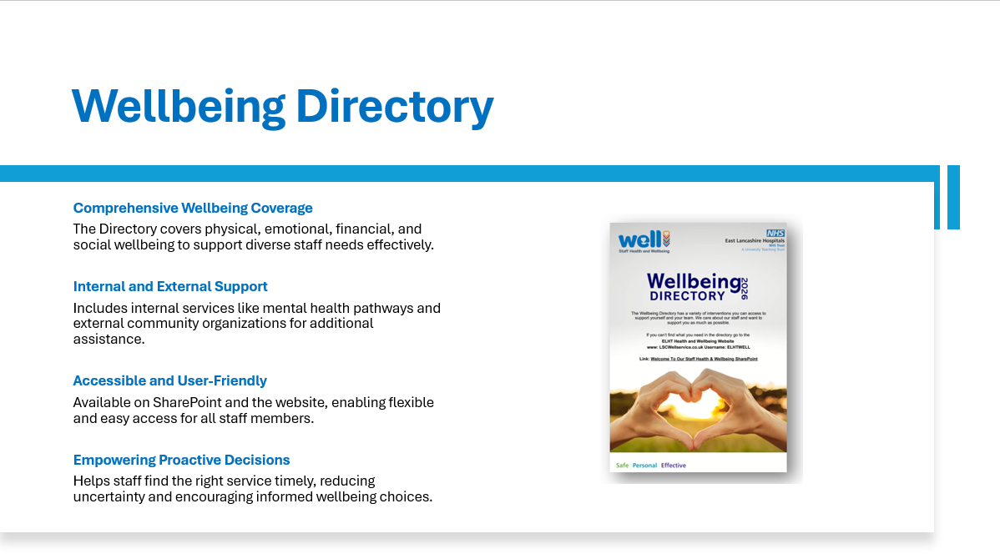 Wellbeing Directory
Comprehensive Wellbeing Coverage
The Directory covers physical, emotional, financial, and
social wellbeing to support diverse staff needs effectively.
Internal and External Support
Includes internal services like mental health pathways and
external community organizations for additional
assistance.
Accessible and User-Friendly
Available on SharePoint and the website, enabling flexible
and easy access for all staff members.
Empowering Proactive Decisions
Helps staff find the right service timely, reducing
uncertainty and encouraging informed wellbeing choices.
well
Staff Health and Wellbeing
NHS
East Lancashire Hospitals
NHS Trust
A University Teaching Trust
Wellbeing
DIRECTORY
2026
The Wellbeing Directory has a variety of interventions you can access to
support yourself and your team. We care about our staff and want to
support you as much as possible.
If you can't find what you need in the directory go to the
ELHT Health and Wellbeing Website
www: LSCWellservice.co.uk Username: ELHTWELL
Link: Welcome To Our Staff Health & Wellbeing SharePoint
Safe Personal Effective